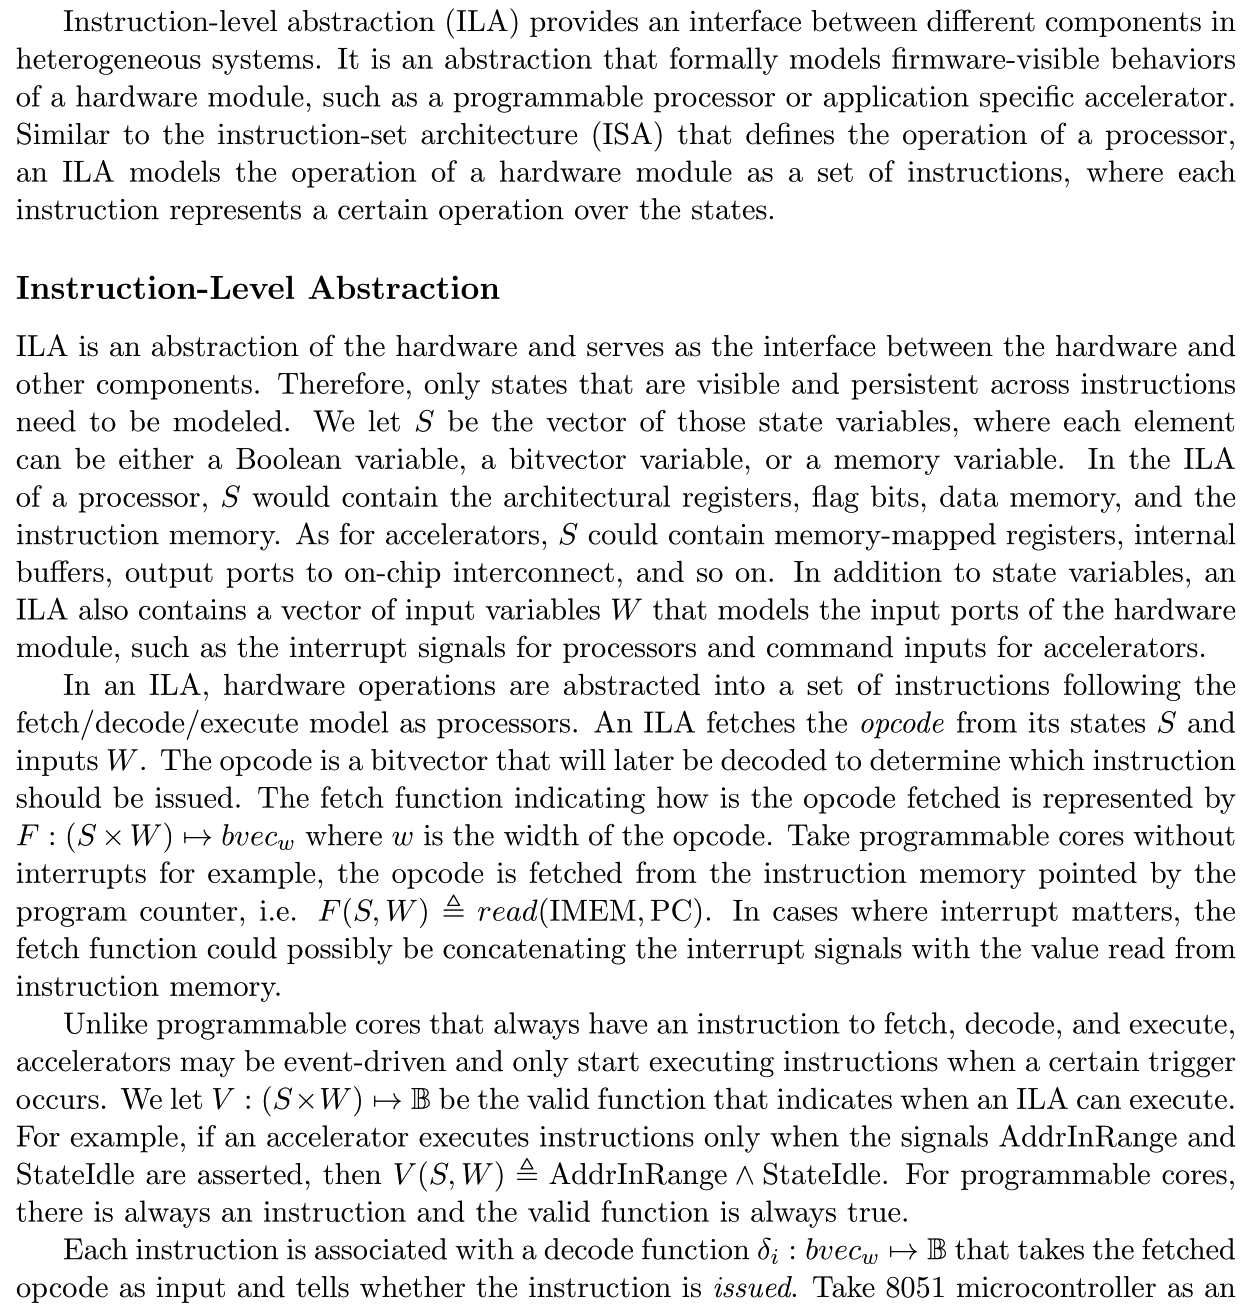 Instruction-level abstraction (ILA) provides an interface between different components in
heterogeneous systems. It is an abstraction that formally models firmware-visible behaviors
of a hardware module, such as a programmable processor or application specific accelerator.
Similar to the instruction-set architecture (ISA) that defines the operation of a processor,
an ILA models the operation of a hardware module as a set of instructions, where each
instruction represents a certain operation over the states.
Instruction-Level Abstraction
ILA is an abstraction of the hardware and serves as the interface between the hardware and
other components. Therefore, only states that are visible and persistent across instructions
need to be modeled. We let S be the vector of those state variables, where each element
can be either a Boolean variable, a bitvector variable, or a memory variable. In the ILA
of a processor, S would contain the architectural registers, flag bits, data memory, and the
instruction memory. As for accelerators, S could contain memory-mapped registers, internal
buffers, output ports to on-chip interconnect, and so on. In addition to state variables, an
ILA also contains a vector of input variables W that models the input ports of the hardware
module, such as the interrupt signals for processors and command inputs for accelerators.
In an ILA, hardware operations are abstracted into a set of instructions following the
fetch/decode/execute model as processors. An ILA fetches the opcode from its states S and
inputs W. The opcode is a bitvector that will later be decoded to determine which instruction
should be issued. The fetch function indicating how is the opcode fetched is represented by
F : (S × W) ↦ bvec_w where w is the width of the opcode. Take programmable cores without
interrupts for example, the opcode is fetched from the instruction memory pointed by the
program counter, i.e. F(S, W) ≜ read(IMEM, PC). In cases where interrupt matters, the
fetch function could possibly be concatenating the interrupt signals with the value read from
instruction memory.
Unlike programmable cores that always have an instruction to fetch, decode, and execute,
accelerators may be event-driven and only start executing instructions when a certain trigger
occurs. We let V : (S×W) ↦ 𝔹 be the valid function that indicates when an ILA can execute.
For example, if an accelerator executes instructions only when the signals AddrInRange and
StateIdle are asserted, then V(S, W) ≜ AddrInRange ∧ StateIdle. For programmable cores,
there is always an instruction and the valid function is always true.
Each instruction is associated with a decode function δ_i : bvec_w ↦ 𝔹 that takes the fetched
opcode as input and tells whether the instruction is issued. Take 8051 microcontroller as an